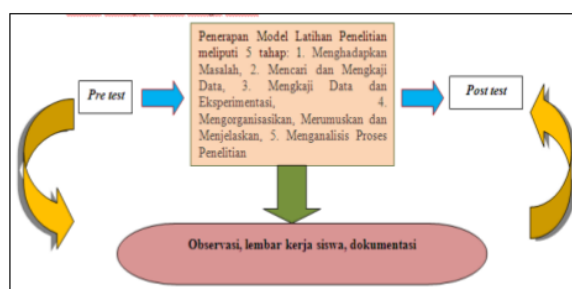 Pre test
Penerapan Model Latihan Penelitian
meliputi 5 tahap: 1. Menghadapkan
Masalah, 2. Mencari dan Mengkaji
Data, 3. Mengkaji Data dan
Eksperimentasi, 4.
Mengorganisasikan, Merumuskan dan
Menjelaskan, 5. Menganalisis Proses
Penelitian
Post test
Observasi, lembar kerja siswa, dokumentasi